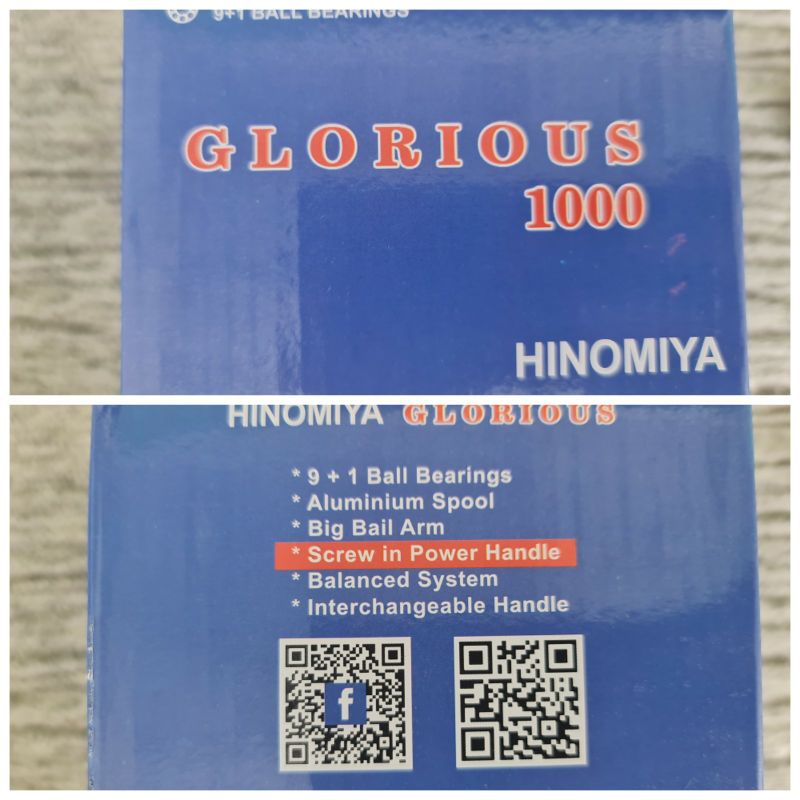 9+1 BALL BEARINGS
GLORIOUS
1000
HINOMIYA
HINOMIYA GLORIOUS
* 9 + 1 Ball Bearings
* Aluminium Spool
* Big Bail Arm
* Screw in Power Handle
* Balanced System
* Interchangeable Handle
f